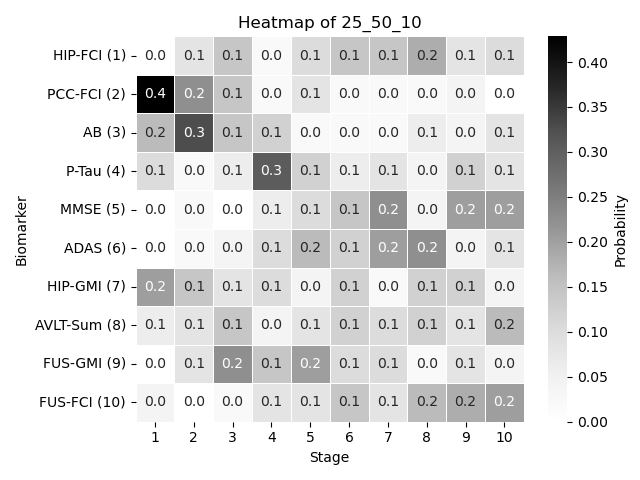 Heatmap of 25_50_10
HIP-FCI (1) 0.0 0.1 0.1 0.0 0.1 0.1 0.1 0.2 0.1 0.1
PCC-FCI (2) 0.4 0.2 0.1 0.0 0.1 0.0 0.0 0.0 0.0 0.0
AB (3) 0.2 0.3 0.1 0.1 0.0 0.0 0.0 0.1 0.0 0.1
P-Tau (4) 0.1 0.0 0.1 0.3 0.1 0.1 0.1 0.0 0.1 0.1
MMSE (5) 0.0 0.0 0.0 0.1 0.1 0.1 0.2 0.0 0.2 0.2
ADAS (6) 0.0 0.0 0.0 0.1 0.2 0.1 0.2 0.2 0.0 0.1
HIP-GMI (7) 0.2 0.1 0.1 0.1 0.0 0.1 0.0 0.1 0.1 0.0
AVLT-Sum (8) 0.1 0.1 0.1 0.0 0.1 0.1 0.1 0.1 0.1 0.2
FUS-GMI (9) 0.0 0.1 0.2 0.1 0.2 0.1 0.1 0.0 0.1 0.0
FUS-FCI (10) 0.0 0.0 0.0 0.1 0.1 0.1 0.1 0.2 0.2 0.2
1 2 3 4 5 6 7 8 9 10
Stage
Biomarker
0.40
0.35
0.30
0.25
0.20
0.15
0.10
0.05
0.00
Probability